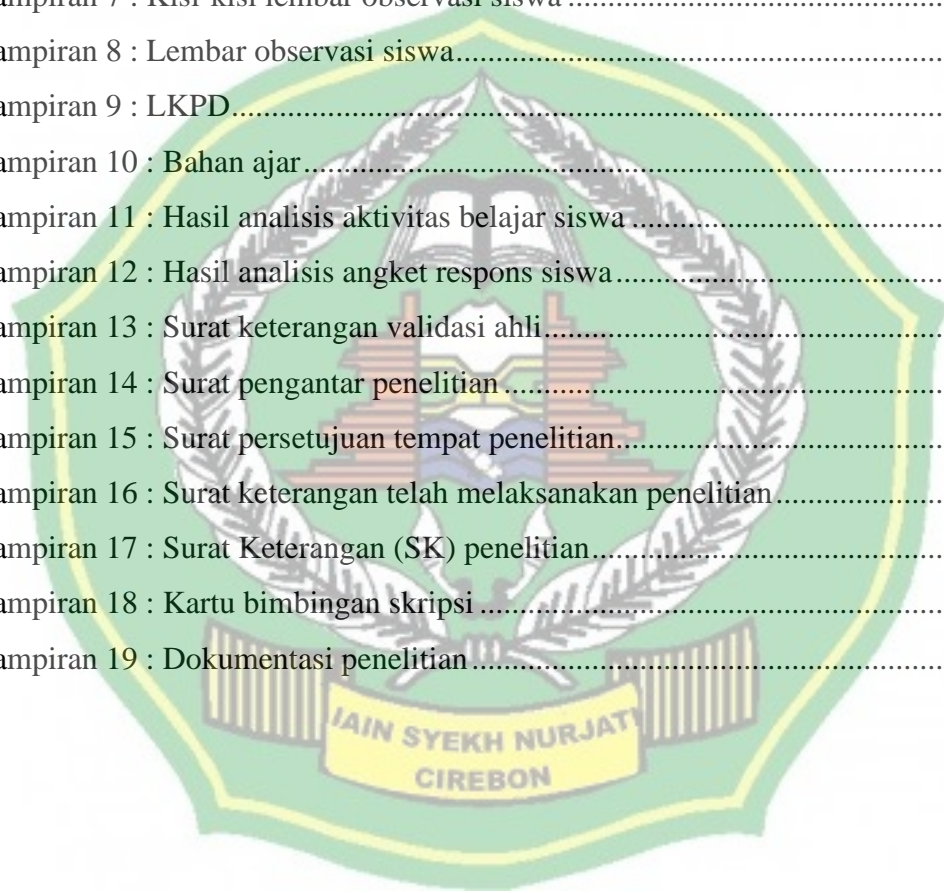 ampiran 7 : Kisi-kisi lembar observasi siswa....................................................
ampiran 8 : Lembar observasi siswa....................................................
ampiran 9 : LKPD....................................................
ampiran 10 : Bahan ajar....................................................
ampiran 11 : Hasil analisis aktivitas belajar siswa....................................................
ampiran 12 : Hasil analisis angket respons siswa....................................................
ampiran 13 : Surat keterangan validasi ahli....................................................
ampiran 14 : Surat pengantar penelitian....................................................
ampiran 15 : Surat persetujuan tempat penelitian....................................................
ampiran 16 : Surat keterangan telah melaksanakan penelitian....................................................
ampiran 17 : Surat Keterangan (SK) penelitian....................................................
ampiran 18 : Kartu bimbingan skripsi....................................................
ampiran 19 : Dokumentasi penelitian....................................................
IAIN SYEKH NURJATI
CIREBON